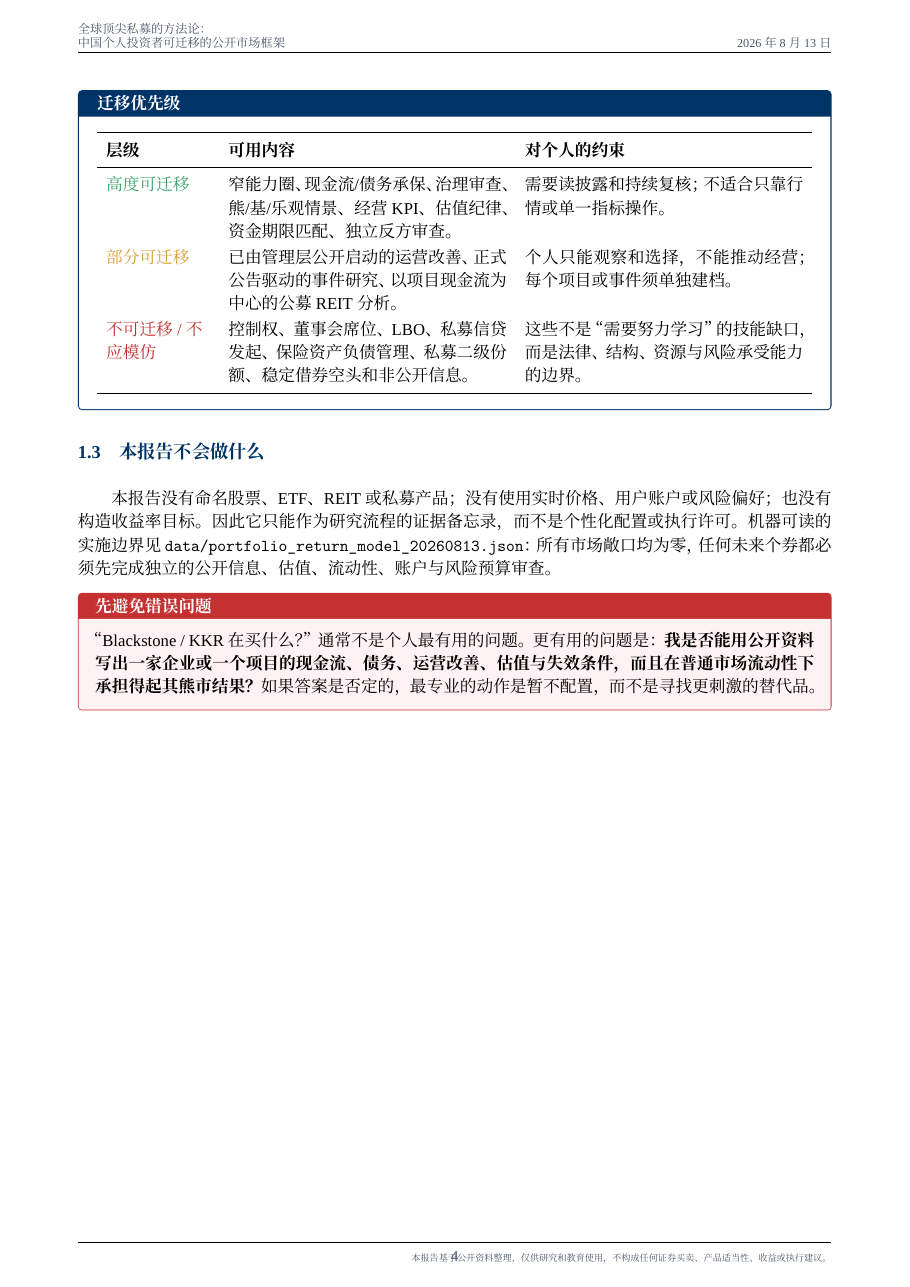 全球顶尖私募的方法论：
中国个人投资者可迁移的公开市场框架
2026 年 8 月 13 日
迁移优先级
层级 可用内容 对个人的约束
高度可迁移 窄能力圈、现金流/债务承保、治理审查、 需要读披露和持续复核；不适合只靠行
熊/基/乐观情景、经营 KPI、估值纪律、 情或单一指标操作。
资金期限匹配、独立反方审查。
部分可迁移 已由管理层公开启动的运营改善、正式 个人只能观察和选择，不能推动经营；
公告驱动的事件研究、以项目现金流为 每个项目或事件须单独建档。
中心的公募 REIT 分析。
不可迁移 / 不 控制权、董事会席位、LBO、私募信贷 这些不是 “需要努力学习” 的技能缺口，
应模仿 发起、保险资产负债管理、私募二级份 而是法律、结构、资源与风险承受能力
额、稳定借券空头和非公开信息。 的边界。
1.3 本报告不会做什么
本报告没有命名股票、ETF、REIT 或私募产品；没有使用实时价格、用户账户或风险偏好；也没有
构造收益率目标。因此它只能作为研究流程的证据备忘录，而不是个性化配置或执行许可。机器可读的
实施边界见 data/portfolio_return_model_20260813.json：所有市场敞口均为零，任何未来个券都必
须先完成独立的公开信息、估值、流动性、账户与风险预算审查。
先避免错误问题
“Blackstone / KKR 在买什么？” 通常不是个人最有用的问题。更有用的问题是：我是否能用公开资料
写出一家企业或一个项目的现金流、债务、运营改善、估值与失效条件，而且在普通市场流动性下
承担得起其熊市结果？如果答案是否定的，最专业的动作是暂不配置，而不是寻找更刺激的替代品。
4
本报告基于公开资料整理，仅供研究和教育使用，不构成任何证券买卖、产品适当性、收益或执行建议。